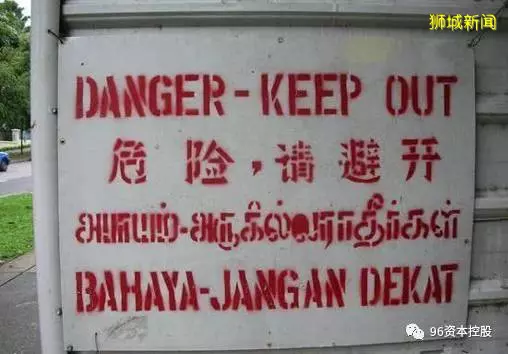 狮城新闻
DANGER-KEEP OUT
危险,请避开
அபாயம்-அருகில்வராதீர்கள்
BAHAYA-JANGAN DEKAT
96资本控股